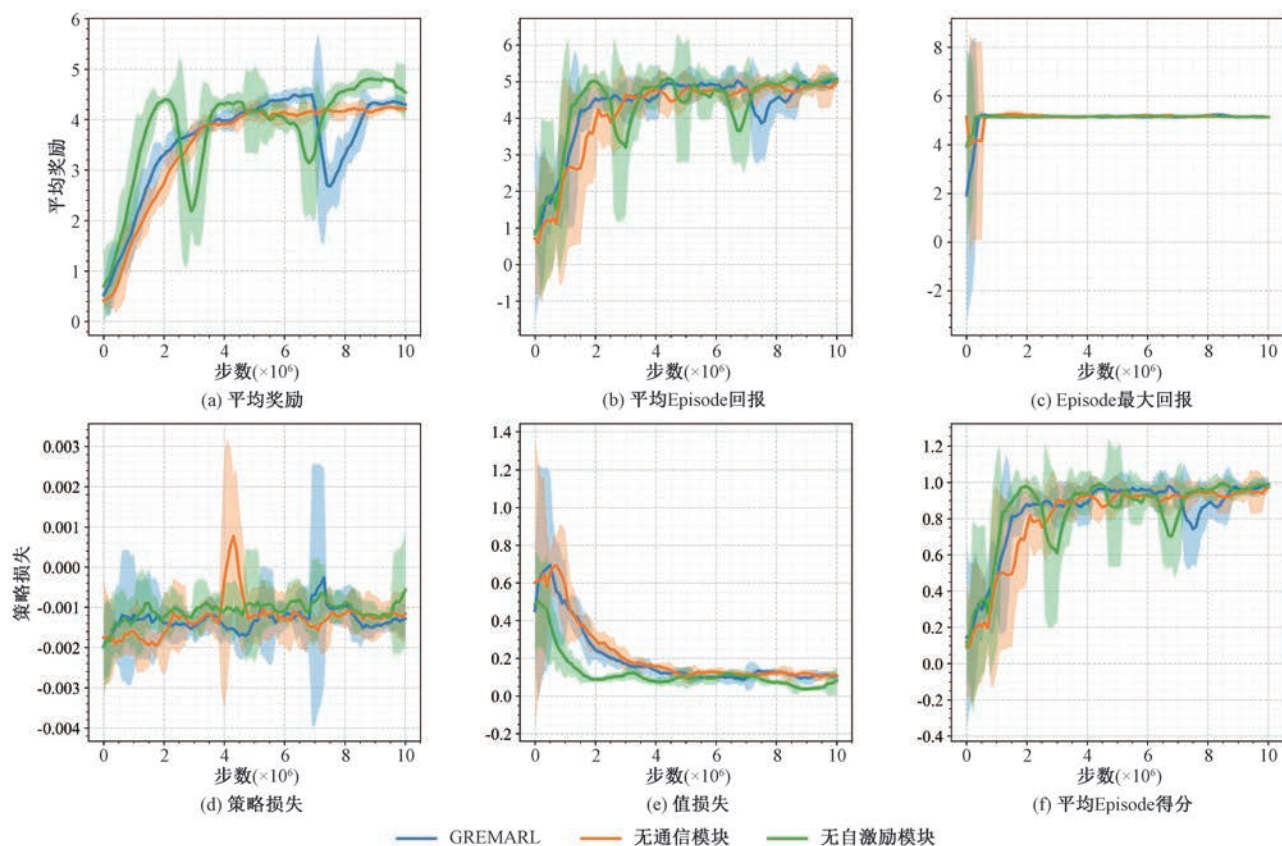 6
5
4
3
2
1
0
平均奖励
0 2 4 6 8 10
步数(×10⁶)
(a) 平均奖励
6
5
4
3
2
1
0
-1
0 2 4 6 8 10
步数(×10⁶)
(b) 平均Episode回报
8
6
4
2
0
-2
0 2 4 6 8 10
步数(×10⁶)
(c) Episode最大回报
0.003
0.002
0.001
0.000
-0.001
-0.002
-0.003
-0.004
策略损失
0 2 4 6 8 10
步数(×10⁶)
(d) 策略损失
1.4
1.2
1.0
0.8
0.6
0.4
0.2
0.0
-0.2
0 2 4 6 8 10
步数(×10⁶)
(e) 值损失
1.2
1.0
0.8
0.6
0.4
0.2
0.0
-0.2
-0.4
0 2 4 6 8 10
步数(×10⁶)
(f) 平均Episode得分
GREMARL 无通信模块 无自激励模块